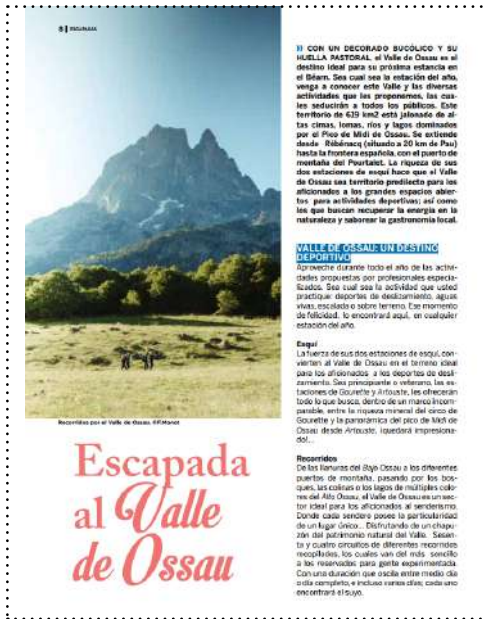 Recorridos por el Valle de Ossau. ©P.Manot
Escapada
al Valle
de Ossau
CON UN DECORADO BUCÓLICO Y SU
HUELLA PASTORAL, el Valle de Ossau es el
destino ideal para su próxima estancia en
el Béarn. Sea cual sea la estación del año,
venga a conocer este Valle y las diversas
actividades que les proponemos, las cua-
les seducirán a todos los públicos. Este
territorio de 619 km2 está jalonado de al-
tas cimas, lomas, ríos y lagos dominados
por el Pico de Midi de Ossau. Se extiende
desde Rébénacq (situado a 20 km de Pau)
hasta la frontera española, con el puerto de
montaña del Pourtalet. La riqueza de sus
dos estaciones de esquí hace que el Valle
de Ossau sea territorio predilecto para los
aficionados a los grandes espacios abier-
tos para actividades deportivas; así como
los que buscan recuperar la energía en la
naturaleza y saborear la gastronomía local.
VALLE DE OSSAU: UN DESTINO
DEPORTIVO
Aproveche durante todo el año de las activi-
dades propuestas por profesionales especia-
lizados. Sea cual sea la actividad que usted
practique: deportes de deslizamiento, aguas
vivas, escalada o sobre terreno. Ese momento
de felicidad, lo encontrará aquí, en cualquier
estación del año.
Esquí
La fuerza de sus dos estaciones de esquí, con-
vierten al Valle de Ossau en el terreno ideal
para los aficionados a los deportes de desli-
zamiento. Sea principiante o veterano, las es-
taciones de Gourette y Artouste, les ofrecerán
todo lo que busca, dentro de un marco incom-
parable, entre la riqueza mineral del circo de
Gourette y la panorámica del pico de Midi de
Ossau desde Artouste, ¡quedará impresiona-
do!...
Recorridos
De las llanuras del Bajo Ossau a los diferentes
puertos de montaña, pasando por los bos-
ques, las colinas o los lagos de múltiples colo-
res del Alto Ossau, el Valle de Ossau es un sec-
tor ideal para los aficionados al senderismo.
Donde cada sendero posee la particularidad
de un lugar único... Disfrutando de un chapu-
zón del patrimonio natural del Valle. Sesen-
ta y cuatro circuitos de diferentes recorridos
recopilados, los cuales van del más sencillo
a los reservados para gente experimentada.
Con una duración que oscila entre medio día
o día completo, e incluso varios días; cada uno
encontrará el suyo.